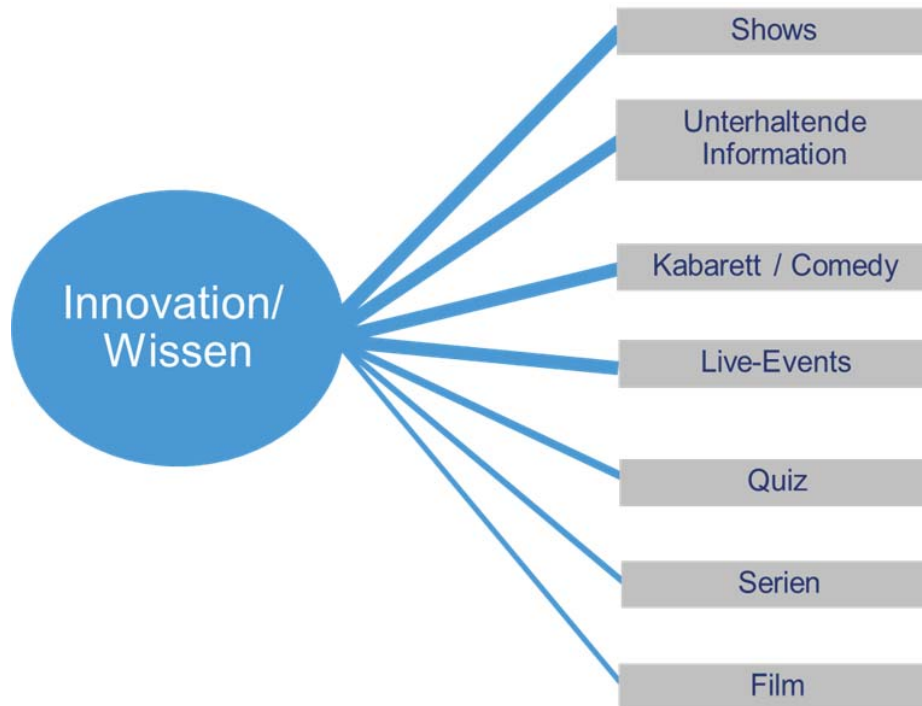 Shows
Unterhaltende
Information
Kabarett / Comedy
Innovation/
Wissen
Live-Events
Quiz
Serien
Film